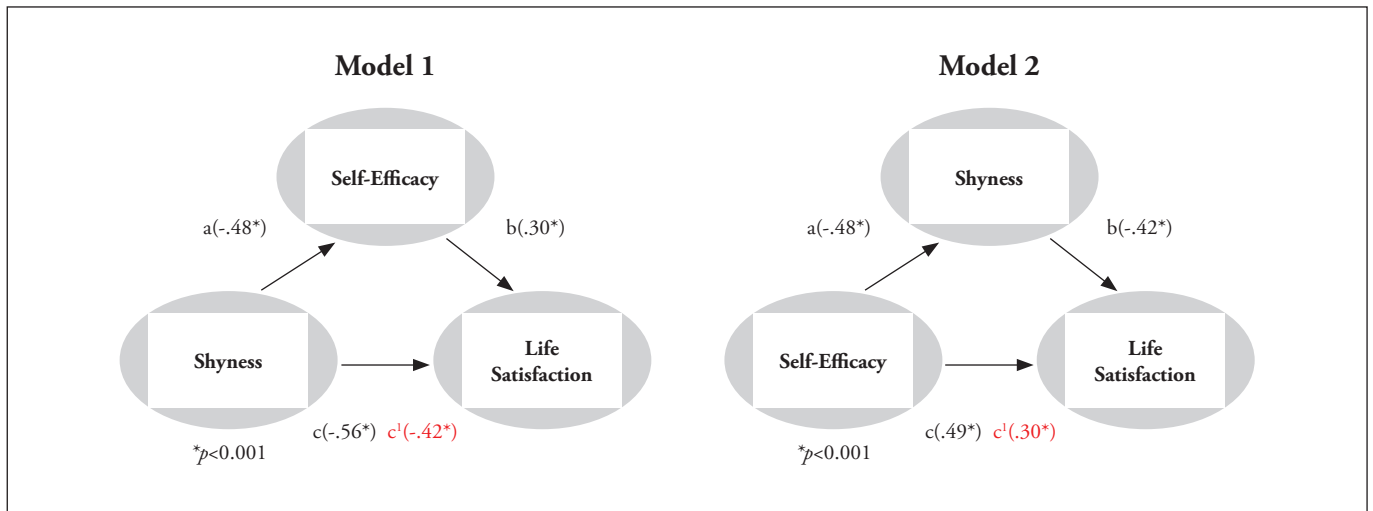 Model 1
Self-Efficacy
a(-.48*)
b(.30*)
Shyness
Life
Satisfaction
c(-.56*) c¹(-.42*)
*p<0.001
Model 2
Shyness
a(-.48*)
b(-.42*)
Self-Efficacy
Life
Satisfaction
c(.49*) c¹(.30*)
*p<0.001